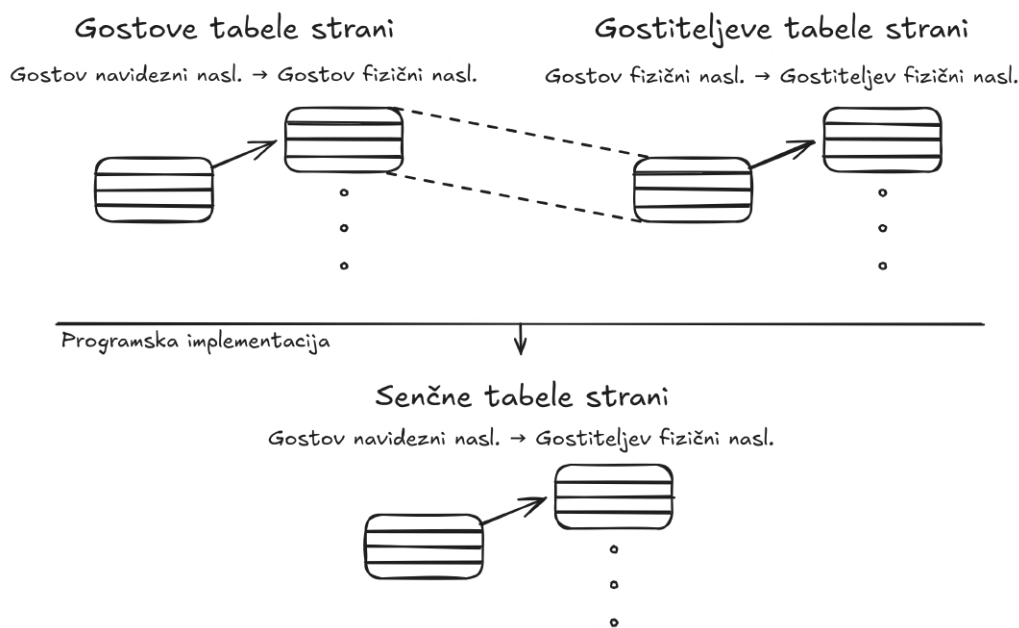 Gostove tabele strani
Gostov navidezni nasl. → Gostov fizični nasl.
Gostiteljeve tabele strani
Gostov fizični nasl. → Gostiteljev fizični nasl.
Programska implementacija
Senčne tabele strani
Gostov navidezni nasl. → Gostiteljev fizični nasl.